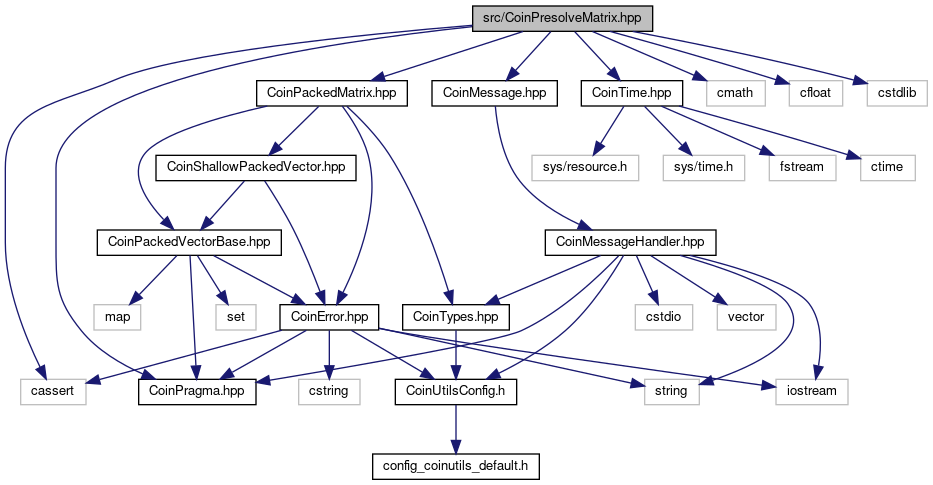 src/CoinPresolveMatrix.hpp
CoinPackedMatrix.hpp
CoinMessage.hpp
CoinTime.hpp
cmath
cfloat
cstdlib
CoinShallowPackedVector.hpp
sys/resource.h
sys/time.h
fstream
ctime
CoinPackedVectorBase.hpp
CoinMessageHandler.hpp
map
set
CoinError.hpp
CoinTypes.hpp
cstdio
vector
cassert
CoinPragma.hpp
cstring
CoinUtilsConfig.h
string
iostream
config_coinutils_default.h